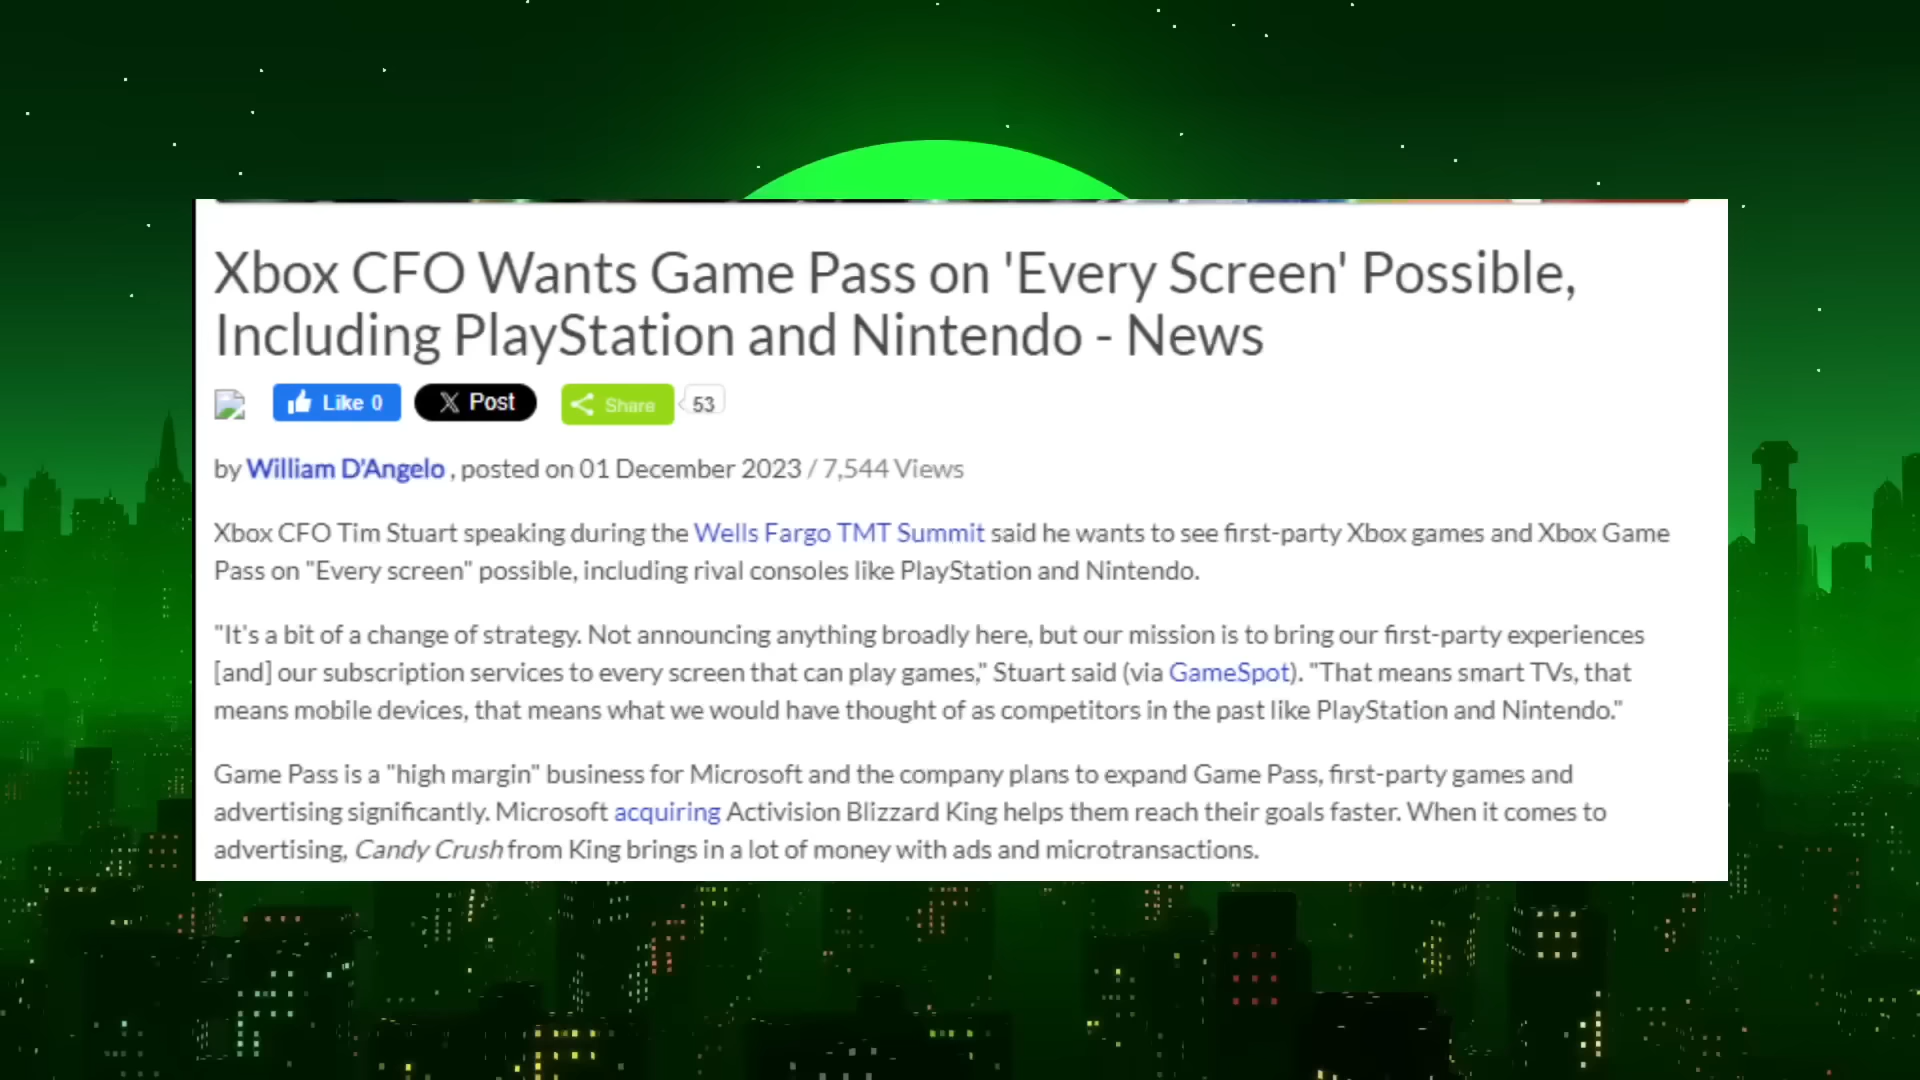 Xbox CFO Wants Game Pass on 'Every Screen' Possible,
Including PlayStation and Nintendo - News
Like 0 X Post Share 53
by William D'Angelo , posted on 01 December 2023 / 7,544 Views
Xbox CFO Tim Stuart speaking during the Wells Fargo TMT Summit said he wants to see first-party Xbox games and Xbox Game
Pass on "Every screen" possible, including rival consoles like PlayStation and Nintendo.
"It's a bit of a change of strategy. Not announcing anything broadly here, but our mission is to bring our first-party experiences
[and] our subscription services to every screen that can play games," Stuart said (via GameSpot). "That means smart TVs, that
means mobile devices, that means what we would have thought of as competitors in the past like PlayStation and Nintendo."
Game Pass is a "high margin" business for Microsoft and the company plans to expand Game Pass, first-party games and
advertising significantly. Microsoft acquiring Activision Blizzard King helps them reach their goals faster. When it comes to
advertising, Candy Crush from King brings in a lot of money with ads and microtransactions.